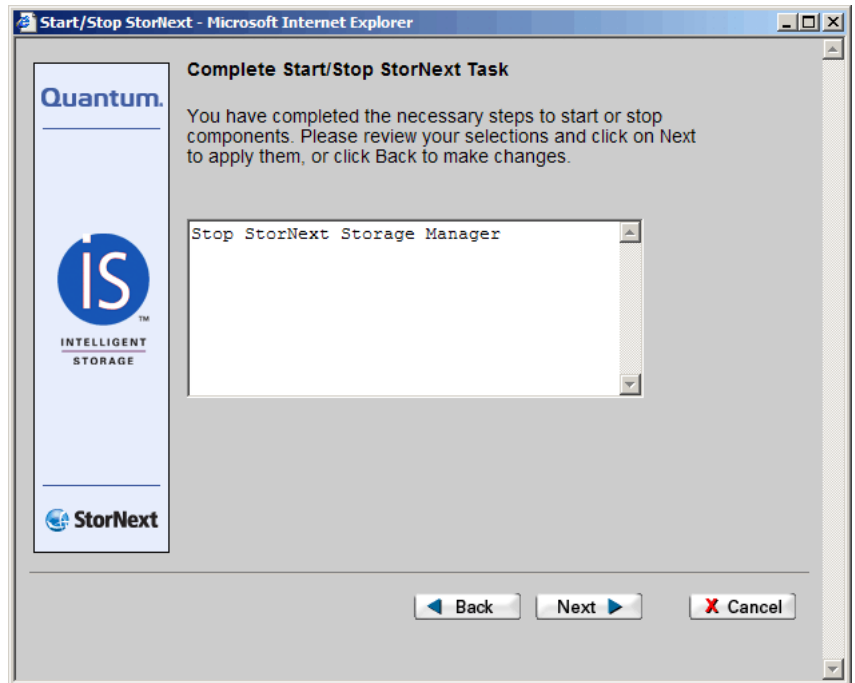 Start/Stop StorNext - Microsoft Internet Explorer
Quantum.
iS
TM
INTELLIGENT
STORAGE
StorNext
Complete Start/Stop StorNext Task
You have completed the necessary steps to start or stop
components. Please review your selections and click on Next
to apply them, or click Back to make changes.
Stop StorNext Storage Manager
Back
Next
X Cancel